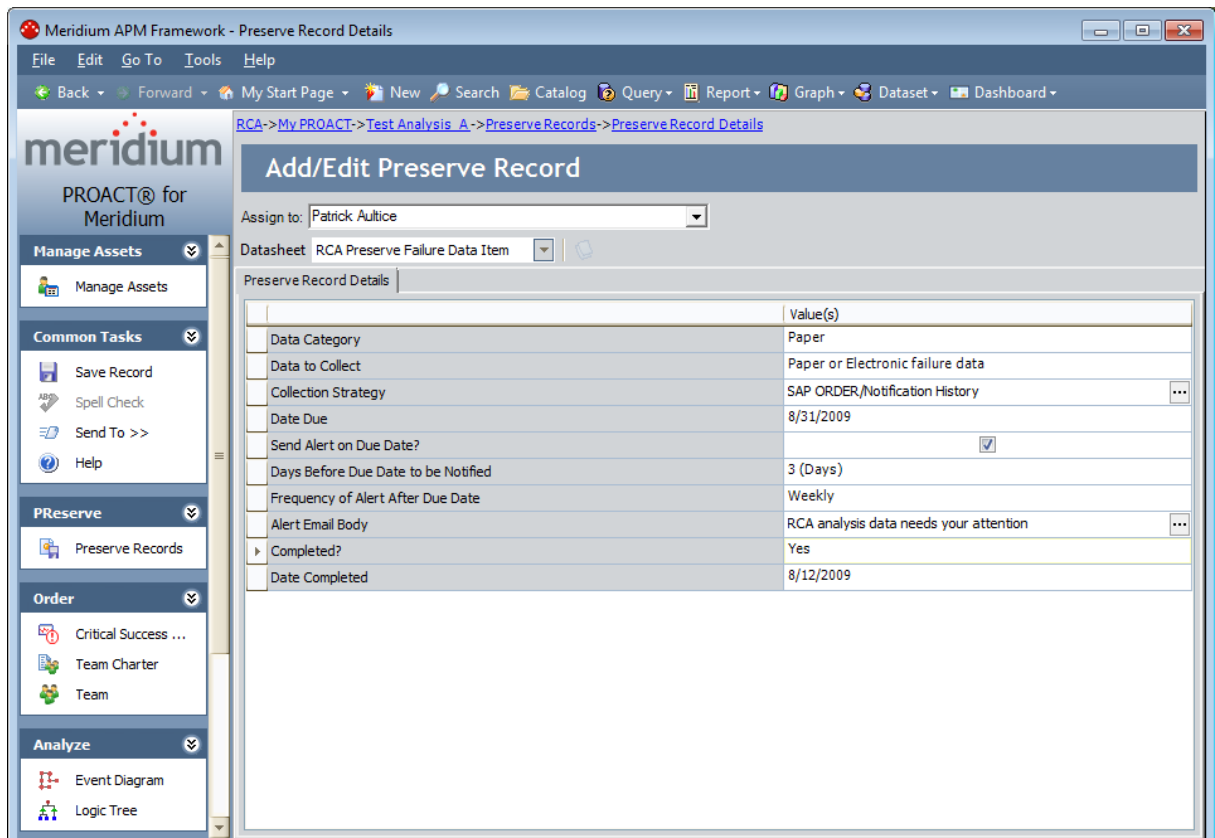 Meridium APM Framework - Preserve Record Details
File Edit Go To Tools Help
Back Forward My Start Page New Search Catalog Query Report Graph Dataset Dashboard
meridium
PROACT® for
Meridium
Manage Assets
Manage Assets
Common Tasks
Save Record
ABC
Spell Check
Send To >>
Help
PReserve
Preserve Records
Order
Critical Success ...
Team Charter
Team
Analyze
Event Diagram
Logic Tree
RCA->My PROACT->Test Analysis A->Preserve Records->Preserve Record Details
Add/Edit Preserve Record
Assign to: Patrick Aultice
Datasheet RCA Preserve Failure Data Item
Preserve Record Details
Value(s)
Data Category Paper
Data to Collect Paper or Electronic failure data
Collection Strategy SAP ORDER/Notification History ...
Date Due 8/31/2009
Send Alert on Due Date?
Days Before Due Date to be Notified 3 (Days)
Frequency of Alert After Due Date Weekly
Alert Email Body RCA analysis data needs your attention ...
Completed? Yes
Date Completed 8/12/2009